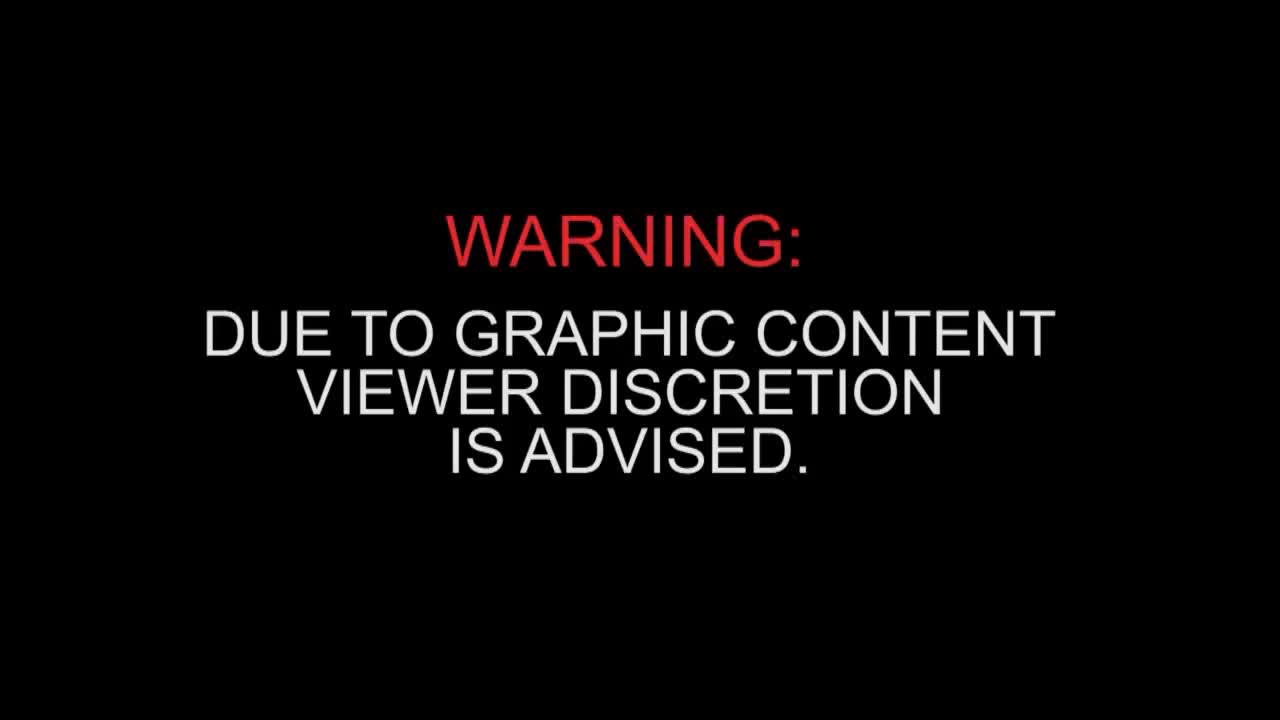 WARNING:
DUE TO GRAPHIC CONTENT
VIEWER DISCRETION
IS ADVISED.